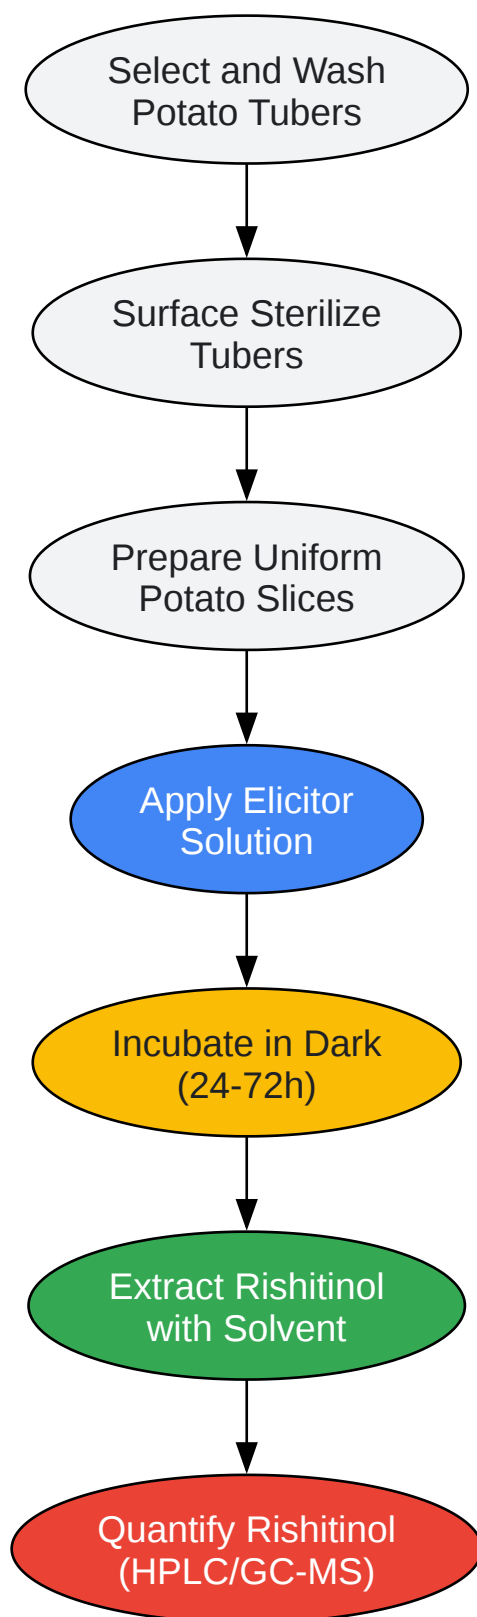 Select and Wash
Potato Tubers
Surface Sterilize
Tubers
Prepare Uniform
Potato Slices
Apply Elicitor
Solution
Incubate in Dark
(24-72h)
Extract Rishitinol
with Solvent
Quantify Rishitinol
(HPLC/GC-MS)